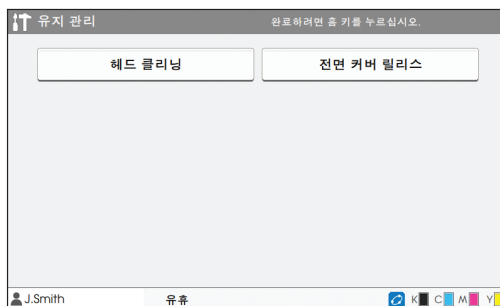 유지 관리
완료하려면 홈 키를 누르십시오.
헤드 클리닝
전면 커버 릴리스
J.Smith
유휴
K C M Y